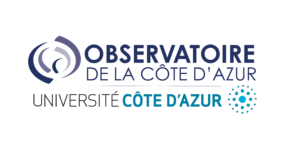 OBSERVATOIRE
DE LA CÔTE D'AZUR
UNIVERSITÉ CÔTE D'AZUR